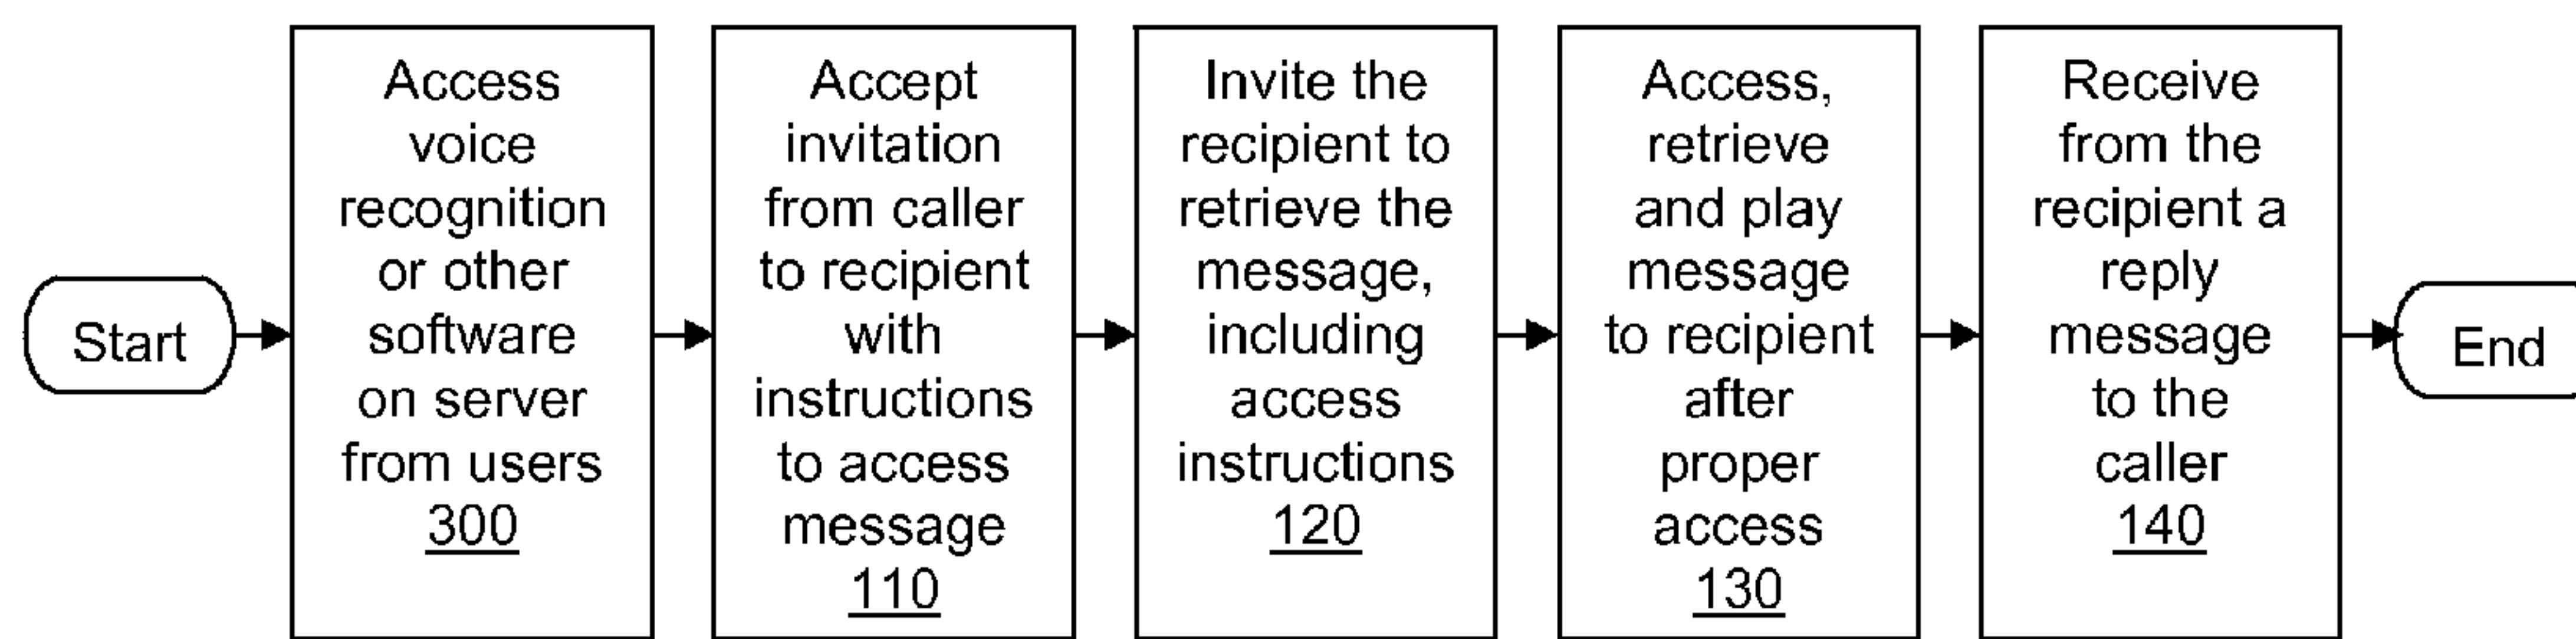 Start
Access
voice
recognition
or other
software
on server
from users
300
Accept
invitation
from caller
to recipient
with
instructions
to access
message
110
Invite the
recipient to
retrieve the
message,
including
access
instructions
120
Access,
retrieve
and play
message
to recipient
after
proper
access
130
Receive
from the
recipient a
reply
message
to the
caller
140
End